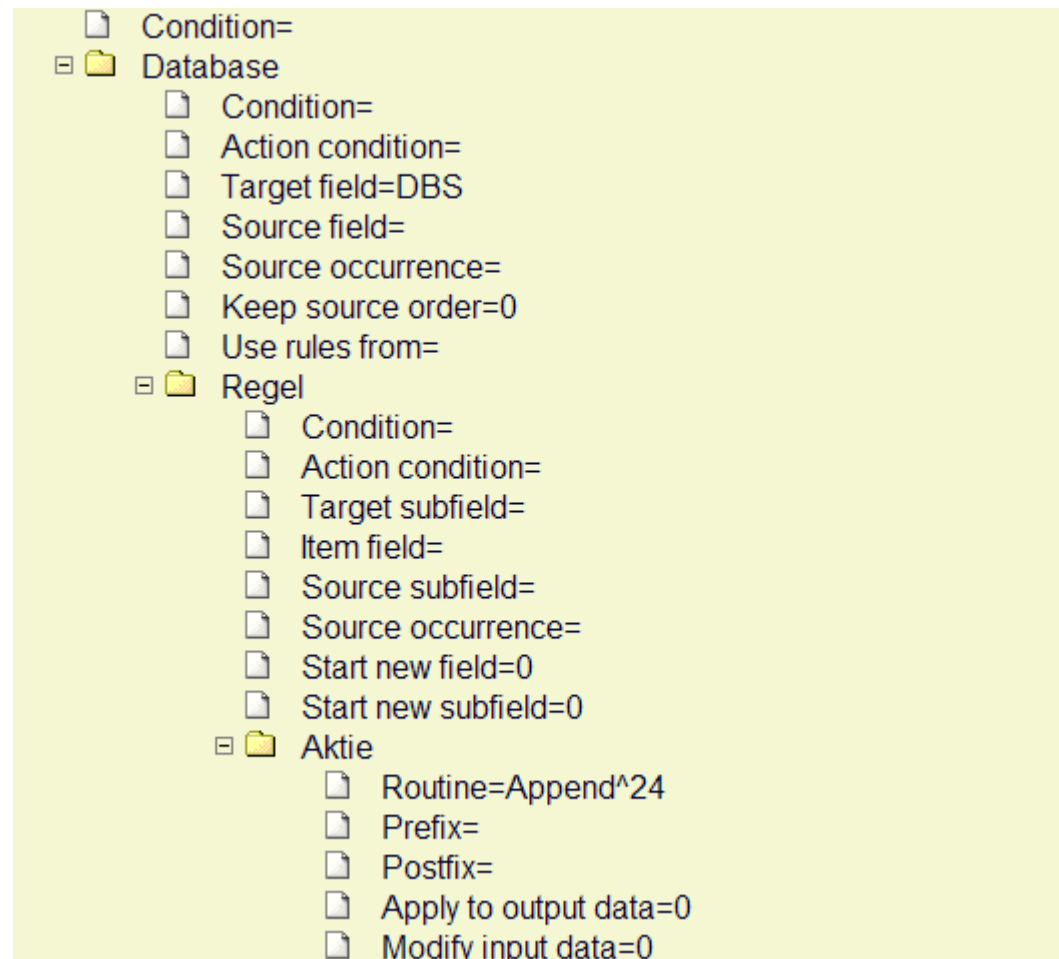 Condition=
Database
Condition=
Action condition=
Target field=DBS
Source field=
Source occurrence=
Keep source order=0
Use rules from=
Regel
Condition=
Action condition=
Target subfield=
Item field=
Source subfield=
Source occurrence=
Start new field=0
Start new subfield=0
Aktie
Routine=Append^24
Prefix=
Postfix=
Apply to output data=0
Modify input data=0